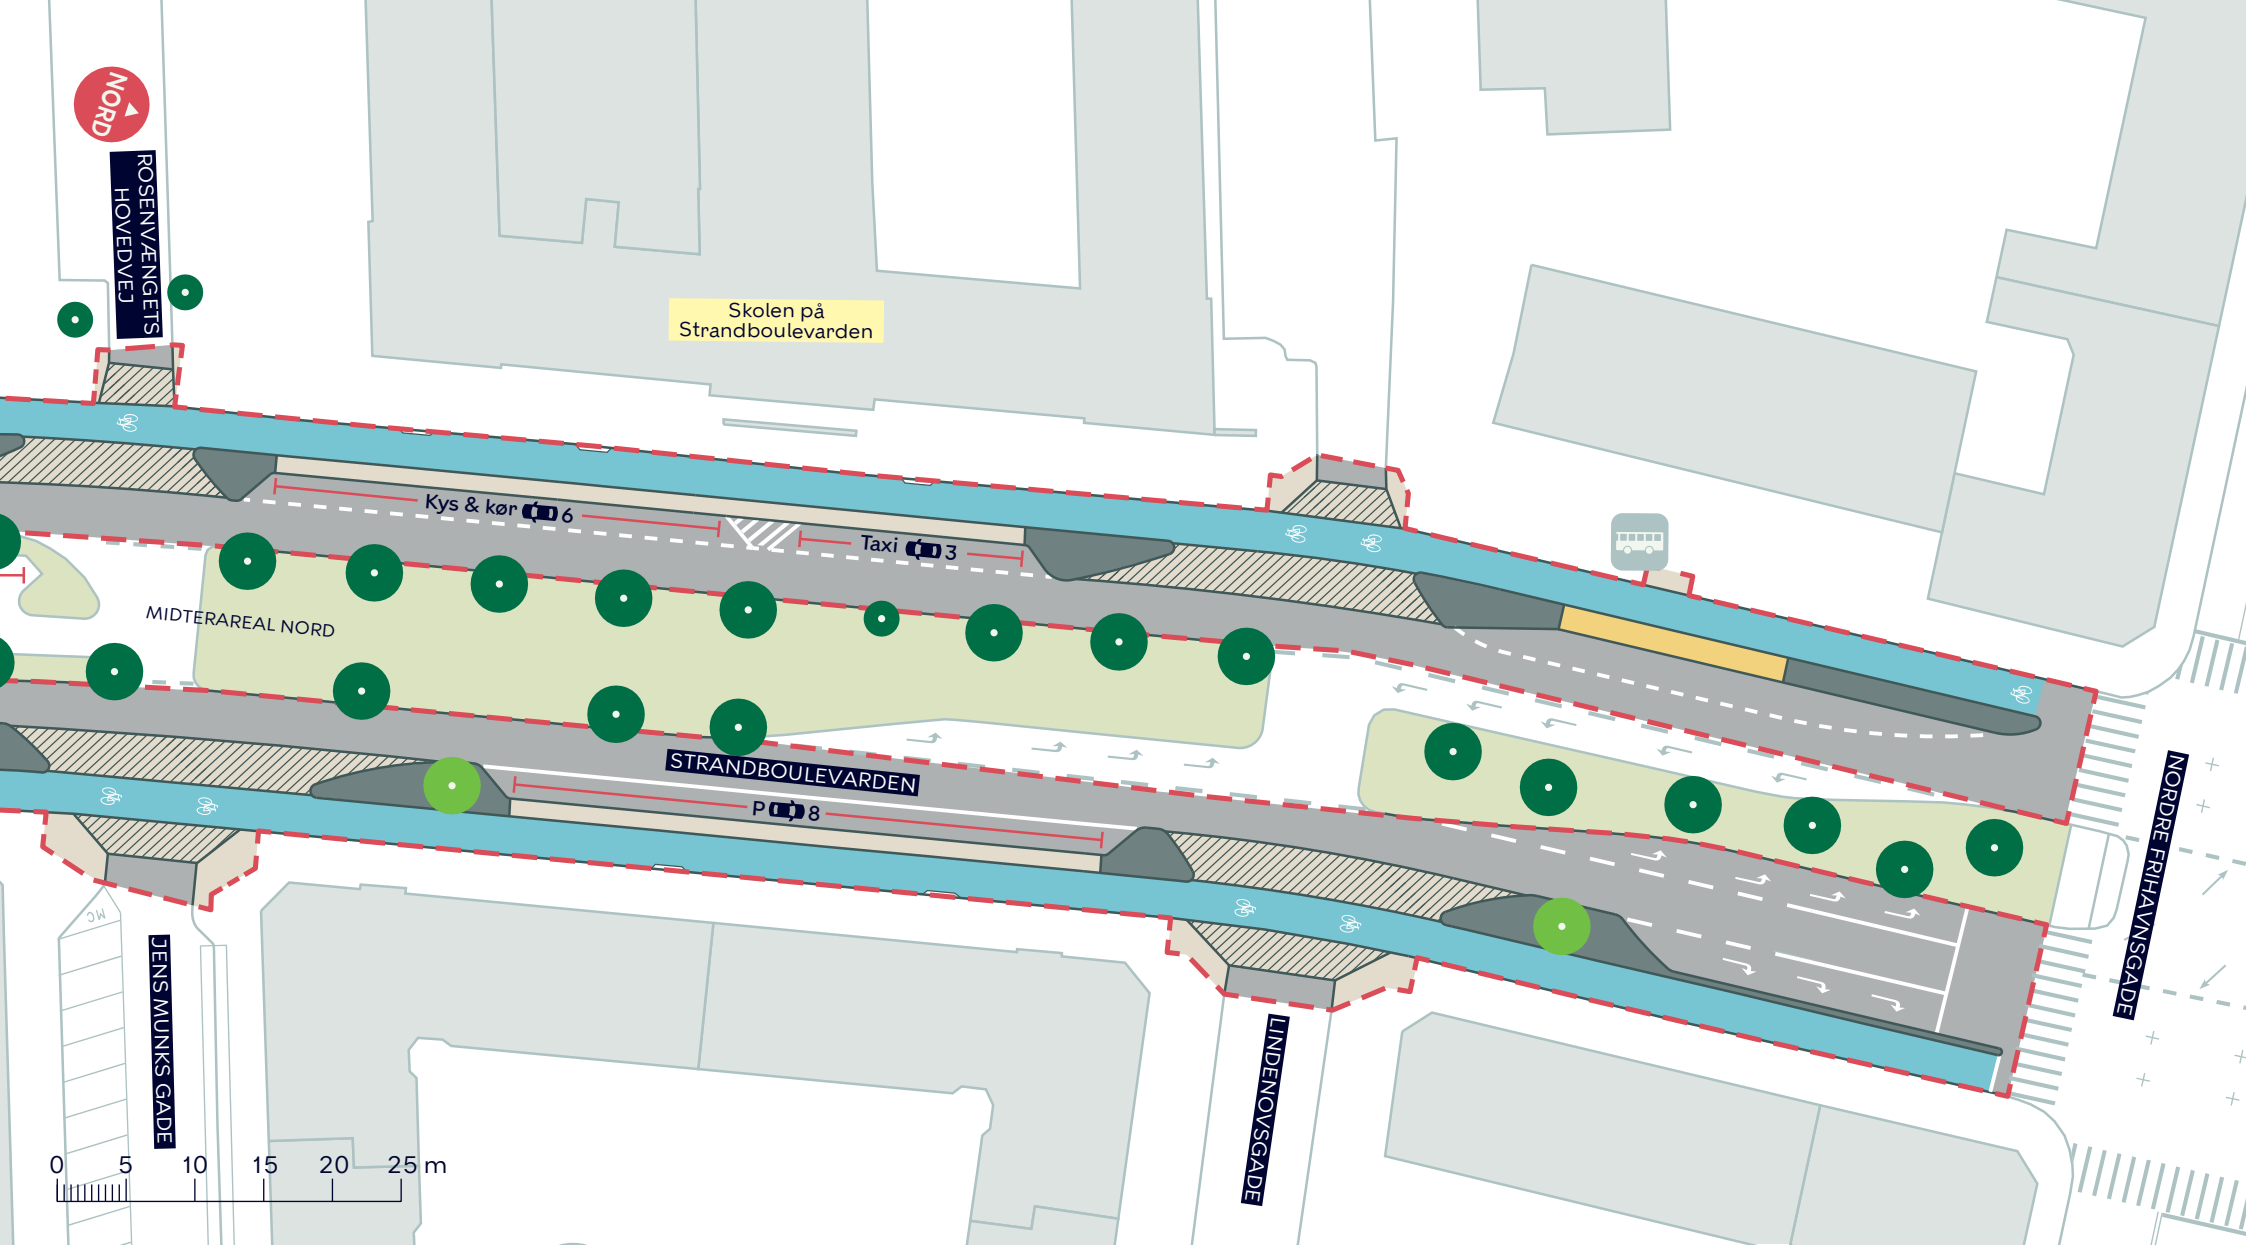 NORD
ROSENVÆNGETS
HOVEDVEJ
Skolen på
Strandboulevarden
Kys & kør 6
Taxi 3
MIDTERAREAL NORD
STRANDBOULEVARDEN
P 8
NORDRE FRIHAVNSGADE
MC
JENS MUNKS GADE
LINDENOVSGADE
0 5 10 15 20 25 m